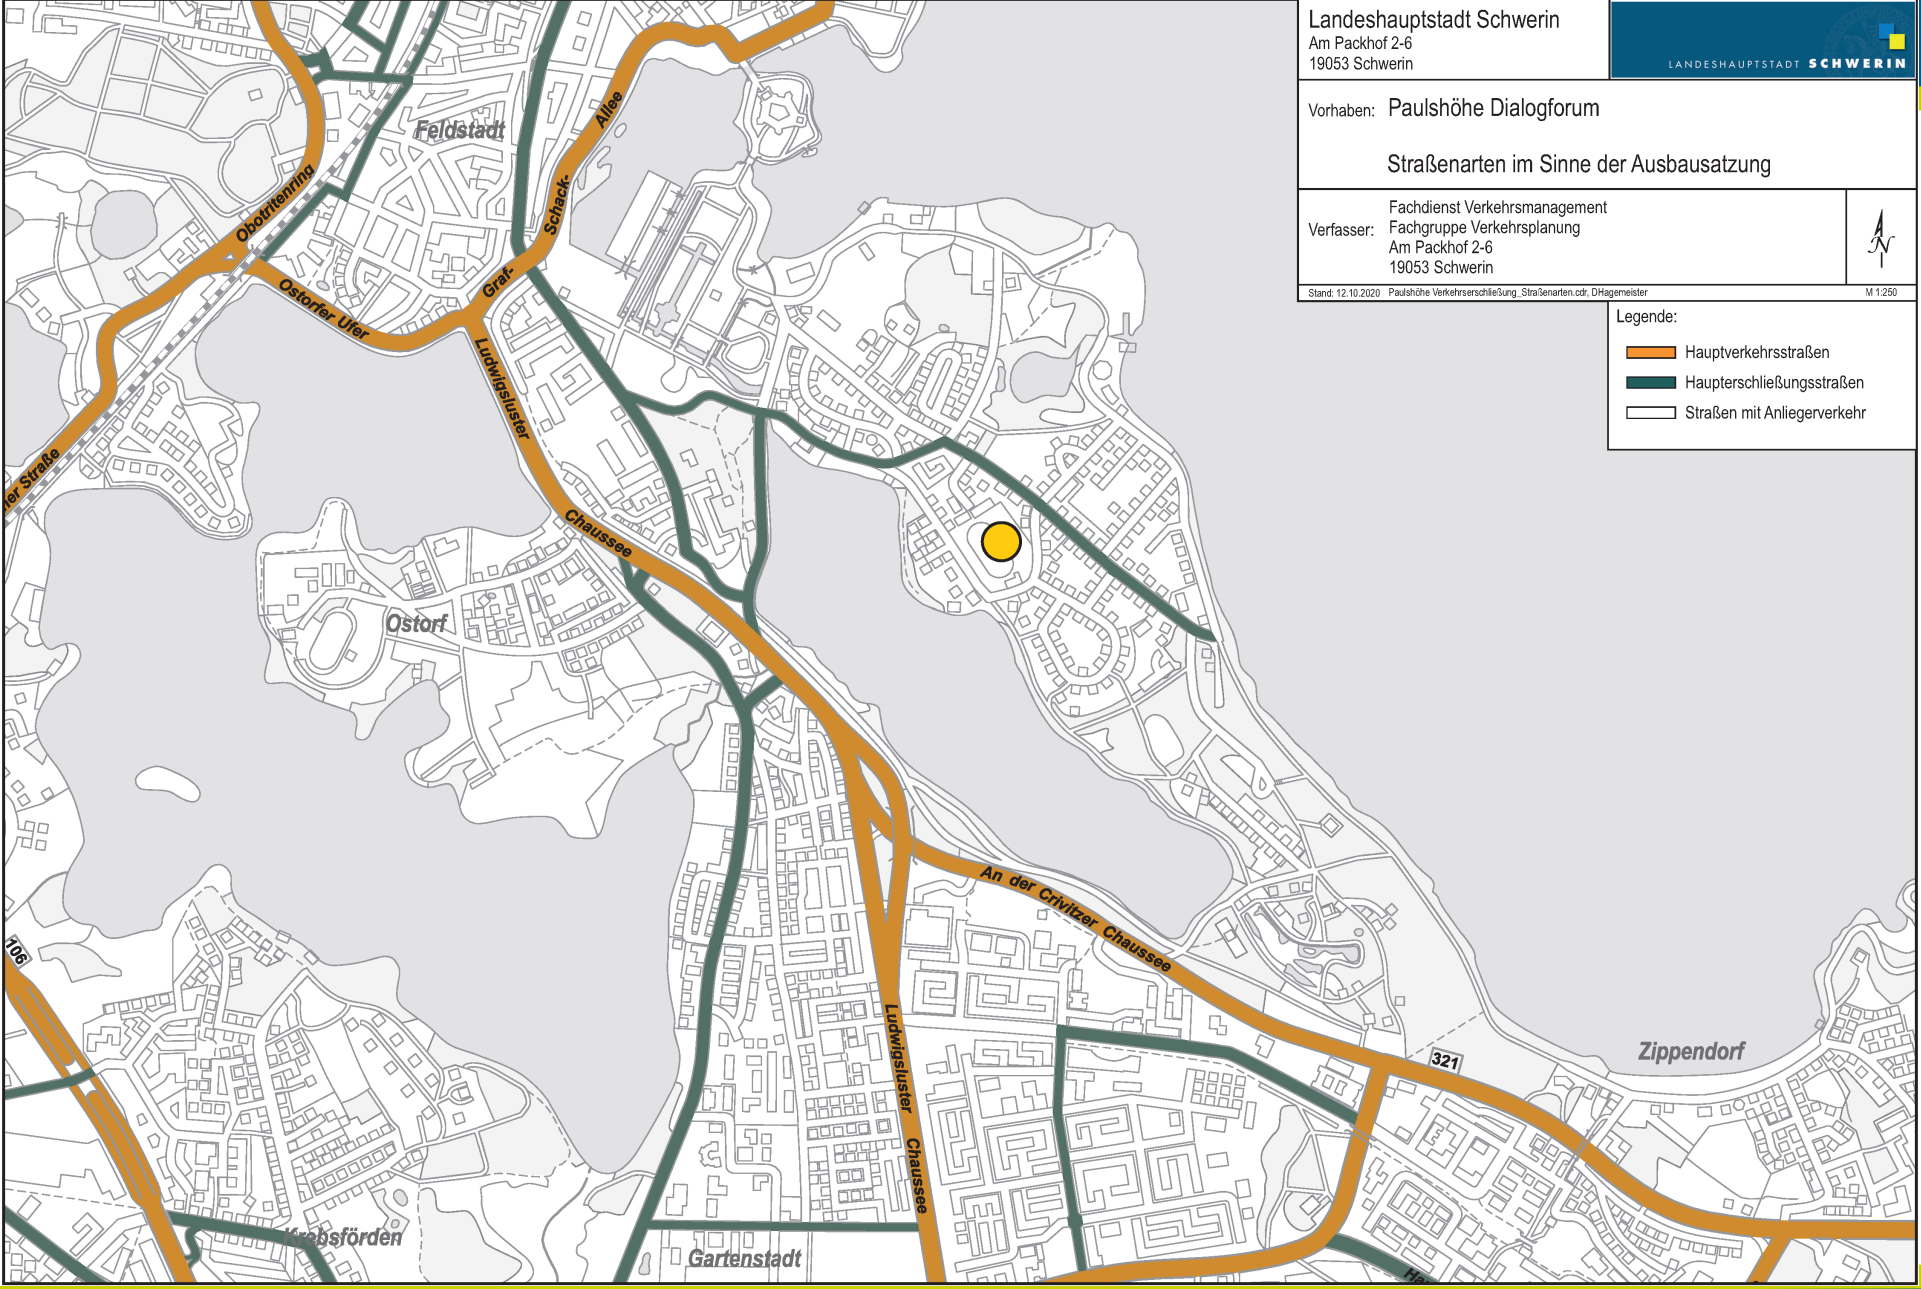 Landeshauptstadt Schwerin
Am Packhof 2-6
19053 Schwerin
LANDESHAUPTSTADT SCHWERIN
Vorhaben: Paulshöhe Dialogforum
Straßenarten im Sinne der Ausbausatzung
Verfasser: Fachdienst Verkehrsmanagement
Fachgruppe Verkehrsplanung
Am Packhof 2-6
19053 Schwerin
N
Stand: 12.10.2020 Paulshöhe Verkehrserschließung_Straßenarten.cdr, DHagemeister M 1:250
Legende:
Hauptverkehrsstraßen
Haupterschließungsstraßen
Straßen mit Anliegerverkehr
Feldstadt
Allee
Schack-
Graf-
Obotritenring
Ostorfer Ufer
Ludwigsluster
Chaussee
ner Straße
Ostorf
An der Crivitzer Chaussee
106
321
Zippendorf
Ludwigsluster
Chaussee
Krebsförden
Gartenstadt